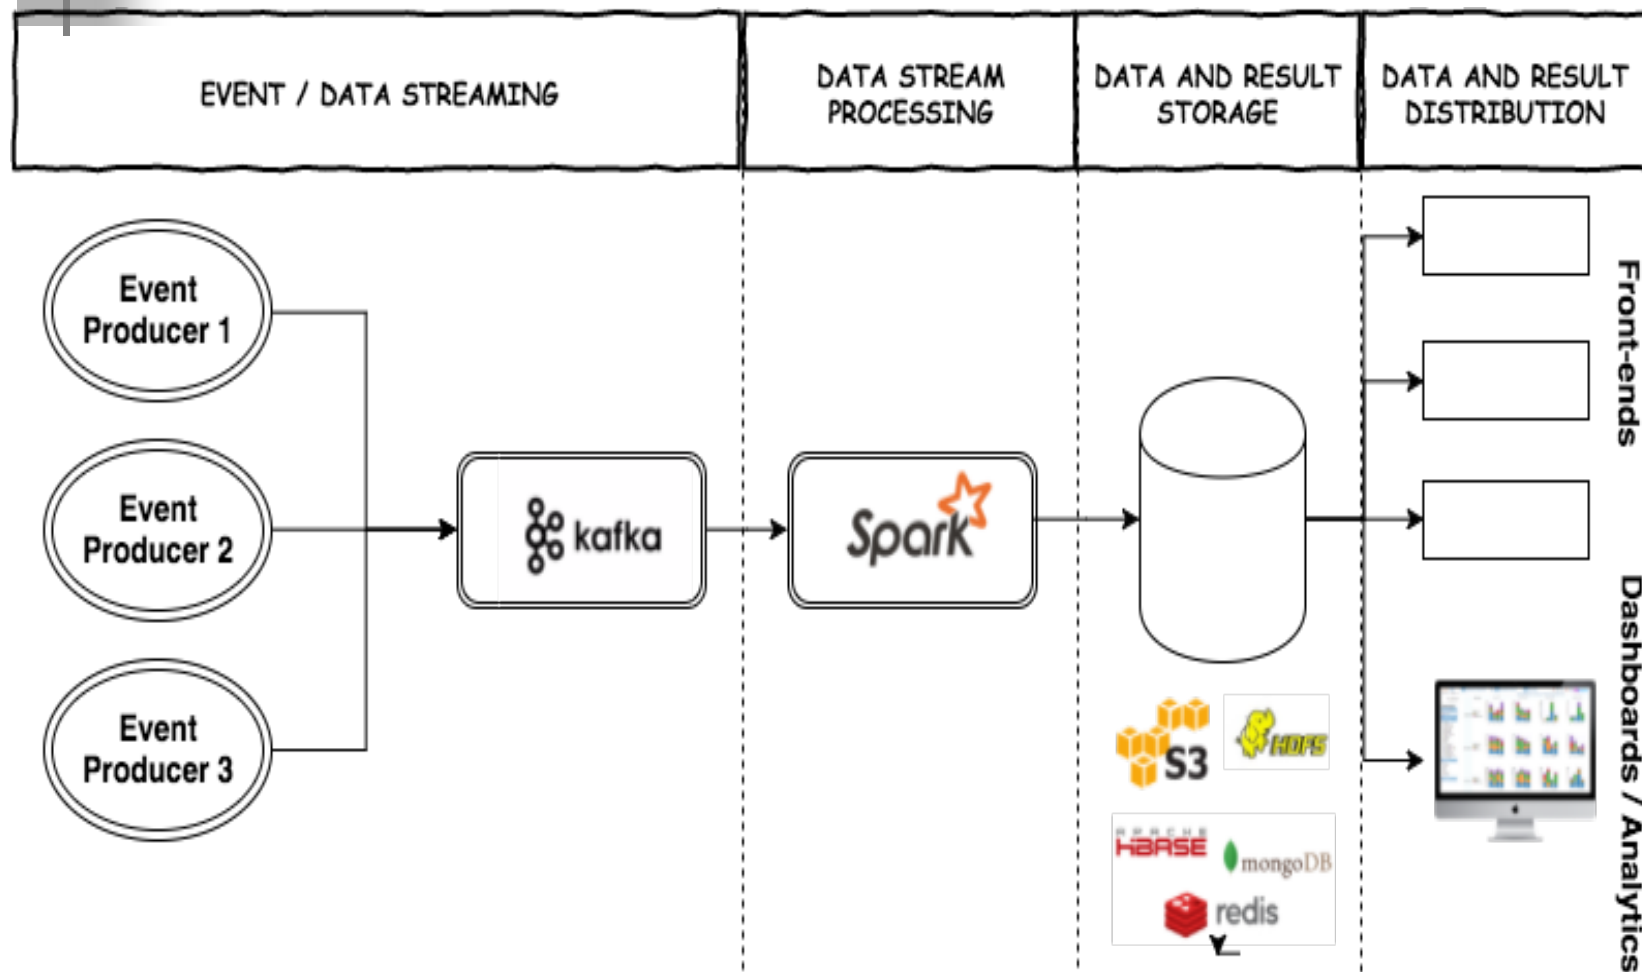 EVENT / DATA STREAMING
DATA STREAM
PROCESSING
DATA AND RESULT
STORAGE
DATA AND RESULT
DISTRIBUTION
Event
Producer 1
Event
Producer 2
Event
Producer 3
kafka
Spark
S3
HDFS
APACHE
HBASE
mongoDB
redis
Front-ends
Dashboards / Analytics